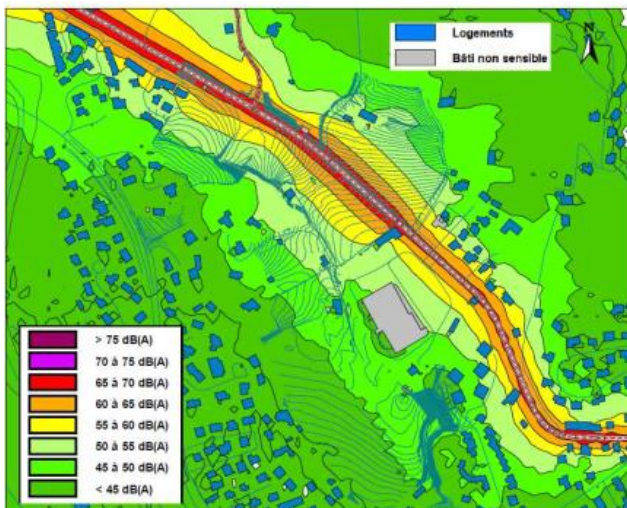 Logements
Bâti non sensible
N
> 75 dB(A)
70 à 75 dB(A)
65 à 70 dB(A)
60 à 65 dB(A)
55 à 60 dB(A)
50 à 55 dB(A)
45 à 50 dB(A)
< 45 dB(A)